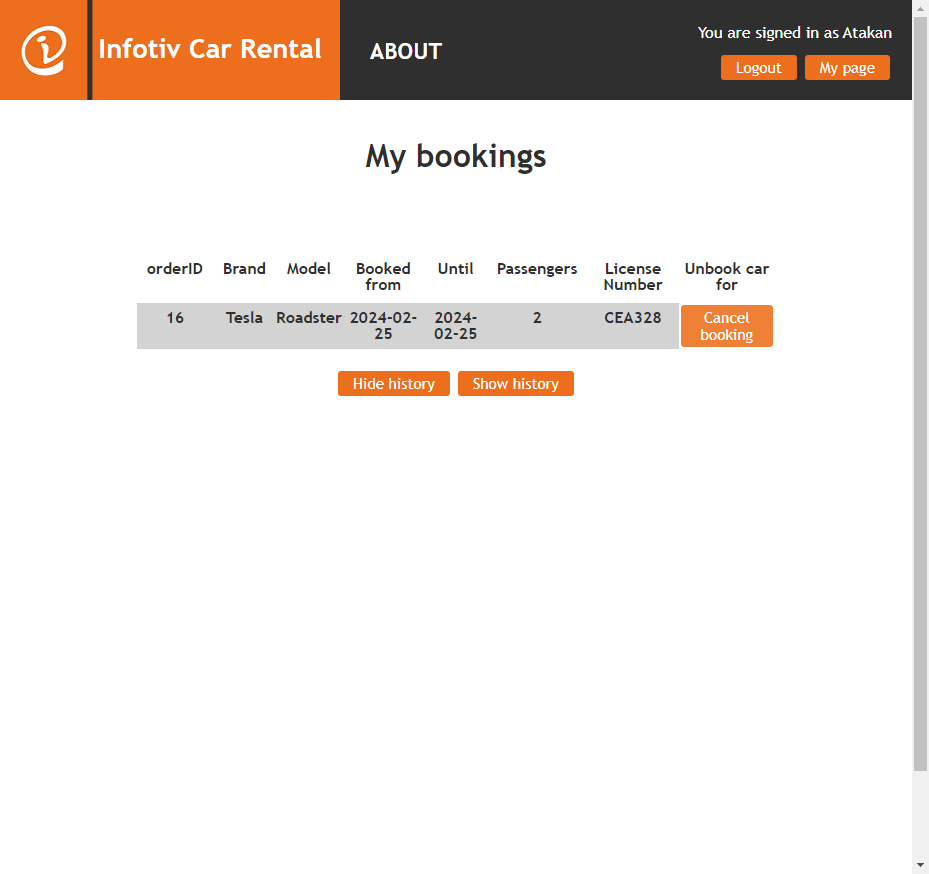 Infotiv Car Rental
ABOUT
You are signed in as Atakan
Logout
My page
My bookings
orderID Brand Model Booked from Until Passengers License Number Unbook car for
16 Tesla Roadster 2024-02-25 2024-02-25 2 CEA328 Cancel booking
Hide history
Show history